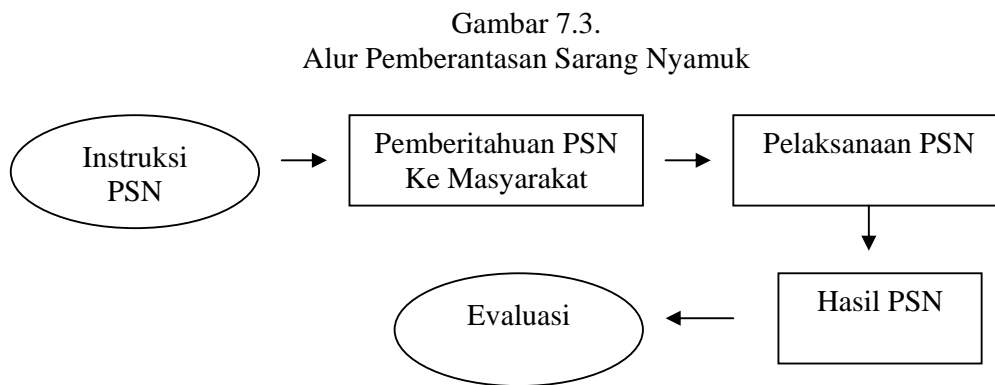 Gambar 7.3.
Alur Pemberantasan Sarang Nyamuk
Instruksi
PSN
Pemberitahuan PSN
Ke Masyarakat
Pelaksanaan PSN
Hasil PSN
Evaluasi